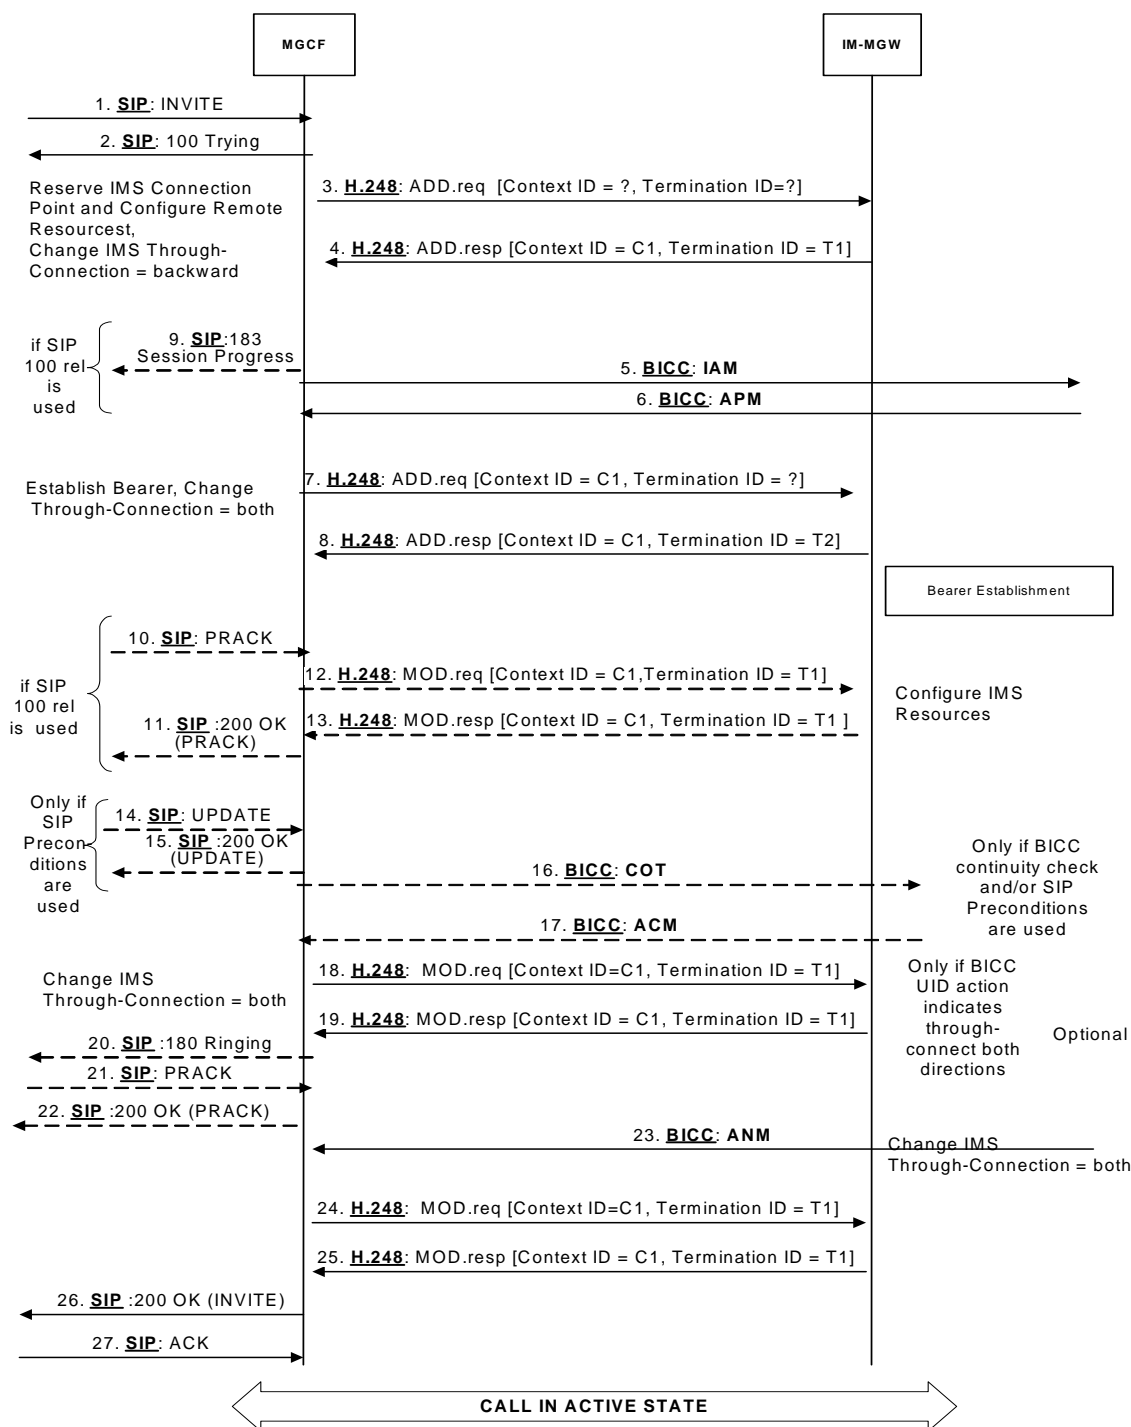 MGCF
IM-MGW
1. SIP: INVITE
2. SIP: 100 Trying
Reserve IMS Connection
Point and Configure Remote
Resourcest,
Change IMS Through-
Connection = backward
3. H.248: ADD.req [Context ID = ?, Termination ID=?]
4. H.248: ADD.resp [Context ID = C1, Termination ID = T1]
if SIP
100 rel
is
used
9. SIP:183
Session Progress
5. BICC: IAM
6. BICC: APM
Establish Bearer, Change
Through-Connection = both
7. H.248: ADD.req [Context ID = C1, Termination ID = ?]
8. H.248: ADD.resp [Context ID = C1, Termination ID = T2]
Bearer Establishment
if SIP
100 rel
is used
10. SIP: PRACK
12. H.248: MOD.req [Context ID = C1,Termination ID = T1]
Configure IMS
Resources
11. SIP :200 OK
(PRACK)
13. H.248: MOD.resp [Context ID = C1, Termination ID = T1 ]
Only if
SIP
Precon
ditions
are
used
14. SIP: UPDATE
15. SIP :200 OK
(UPDATE)
16. BICC: COT
Only if BICC
continuity check
and/or SIP
Preconditions
are used
17. BICC: ACM
Change IMS
Through-Connection = both
18. H.248: MOD.req [Context ID=C1, Termination ID = T1]
19. H.248: MOD.resp [Context ID = C1, Termination ID = T1]
Only if BICC
UID action
indicates
through-
connect both
directions
Optional
20. SIP :180 Ringing
21. SIP: PRACK
22. SIP :200 OK (PRACK)
23. BICC: ANM
Change IMS
Through-Connection = both
24. H.248: MOD.req [Context ID=C1, Termination ID = T1]
25. H.248: MOD.resp [Context ID = C1, Termination ID = T1]
26. SIP :200 OK (INVITE)
27. SIP: ACK
CALL IN ACTIVE STATE